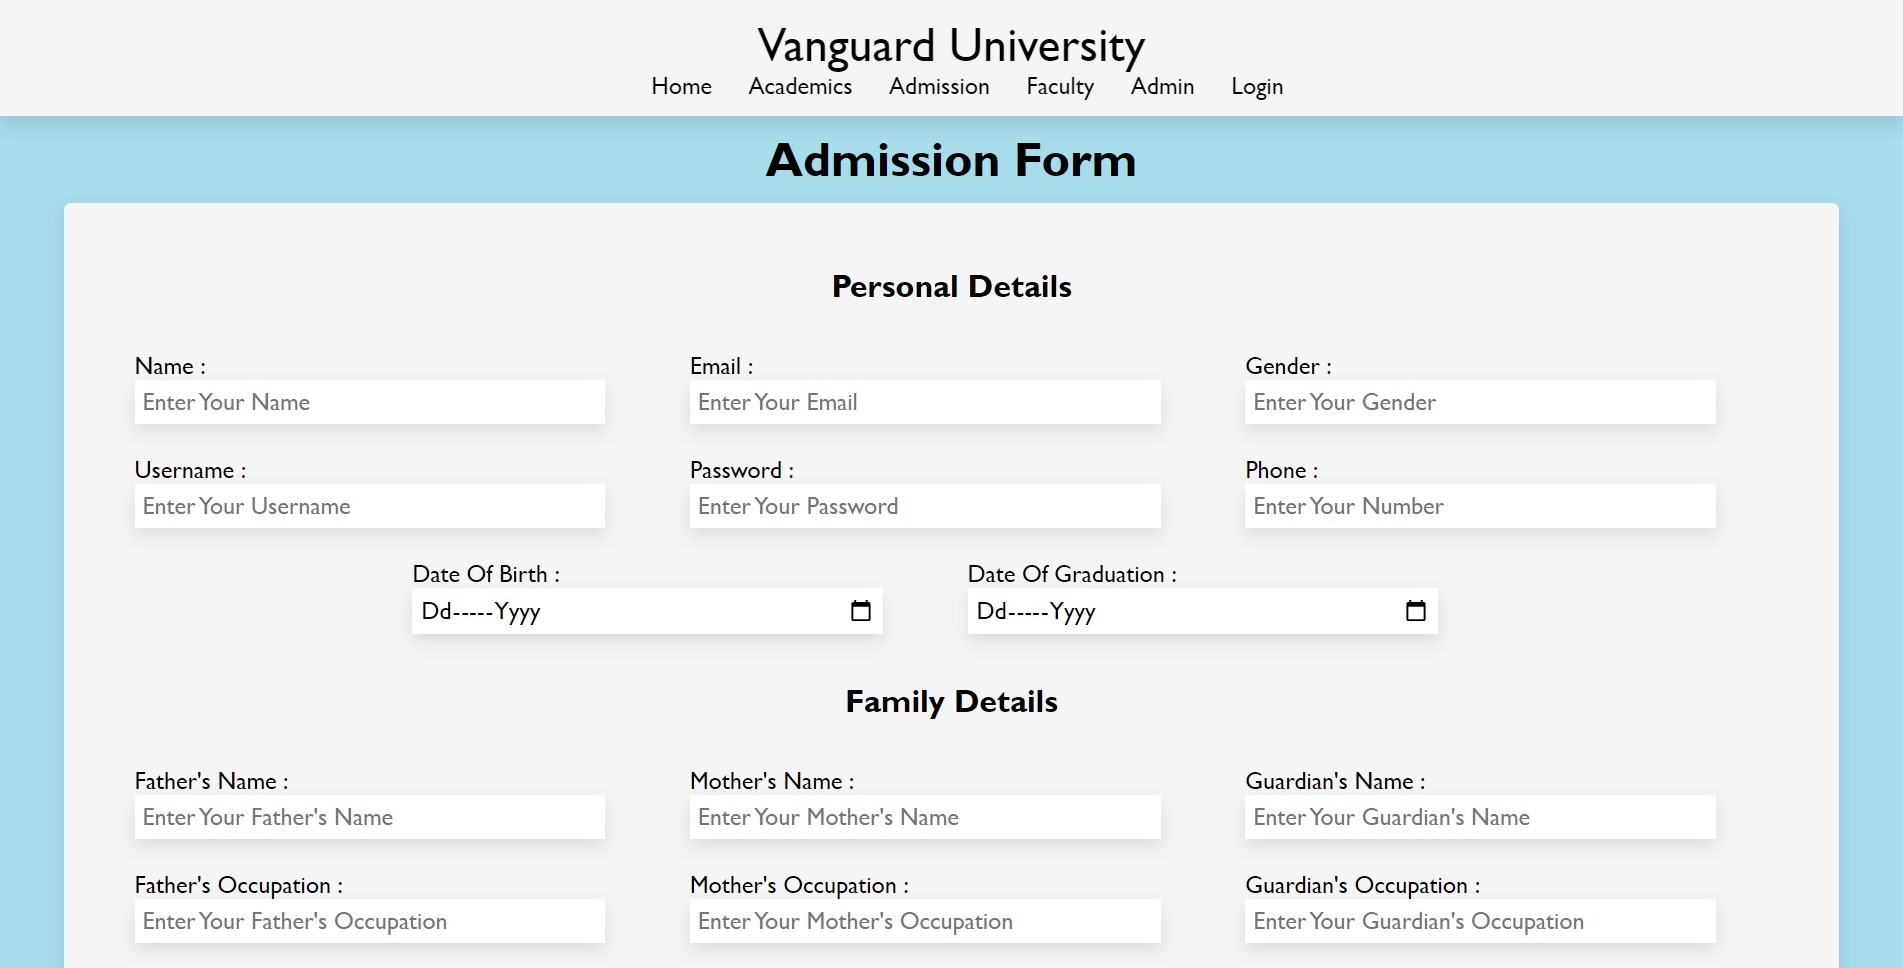 Vanguard University
Home Academics Admission Faculty Admin Login
Admission Form
Personal Details
Name : Email : Gender :
Enter Your Name Enter Your Email Enter Your Gender
Username : Password : Phone :
Enter Your Username Enter Your Password Enter Your Number
Date Of Birth : Date Of Graduation :
Dd-----Yyyy Dd-----Yyyy
Family Details
Father's Name : Mother's Name : Guardian's Name :
Enter Your Father's Name Enter Your Mother's Name Enter Your Guardian's Name
Father's Occupation : Mother's Occupation : Guardian's Occupation :
Enter Your Father's Occupation Enter Your Mother's Occupation Enter Your Guardian's Occupation